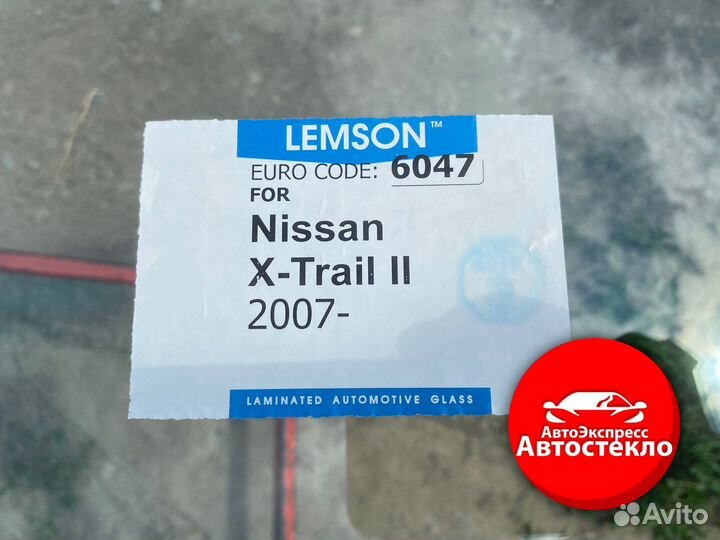 LEMSON™
EURO CODE: 6047
FOR
Nissan
X-Trail II
2007-
LAMINATED AUTOMOTIVE GLASS
АвтоЭкспресс
Автостекло
Avito